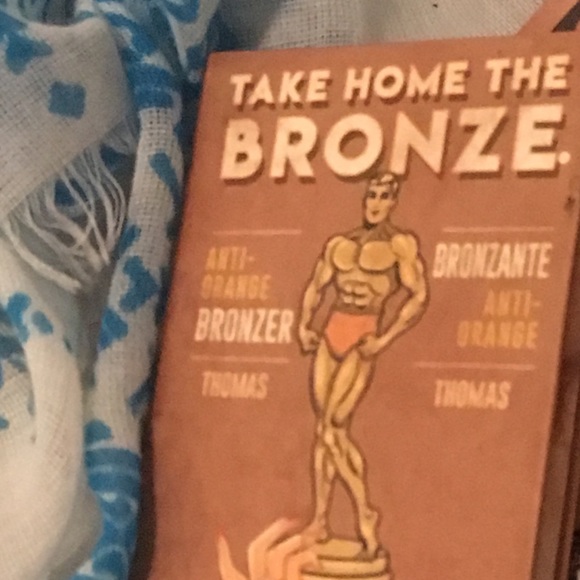 TAKE HOME THE
BRONZE.
ANTI-
ORANGE
BRONZER
THOMAS
BRONZANTE
ANTI-
ORANGE
THOMAS